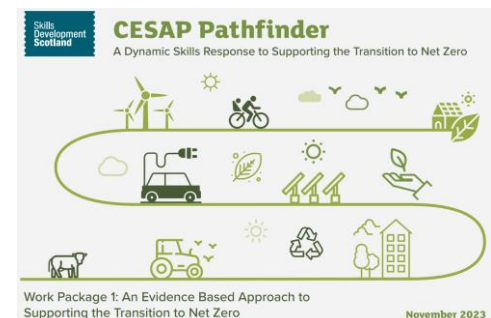 Skills
Development
Scotland
CESAP Pathfinder
A Dynamic Skills Response to Supporting the Transition to Net Zero
Work Package 1: An Evidence Based Approach to
Supporting the Transition to Net Zero
November 2023